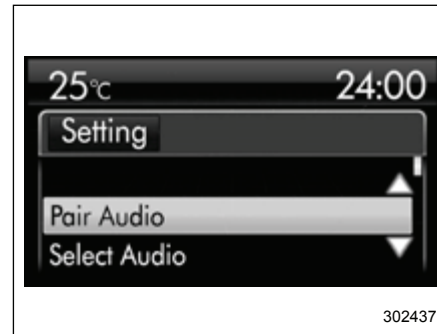 25℃
24:00
Setting
Pair Audio
Select Audio
302437